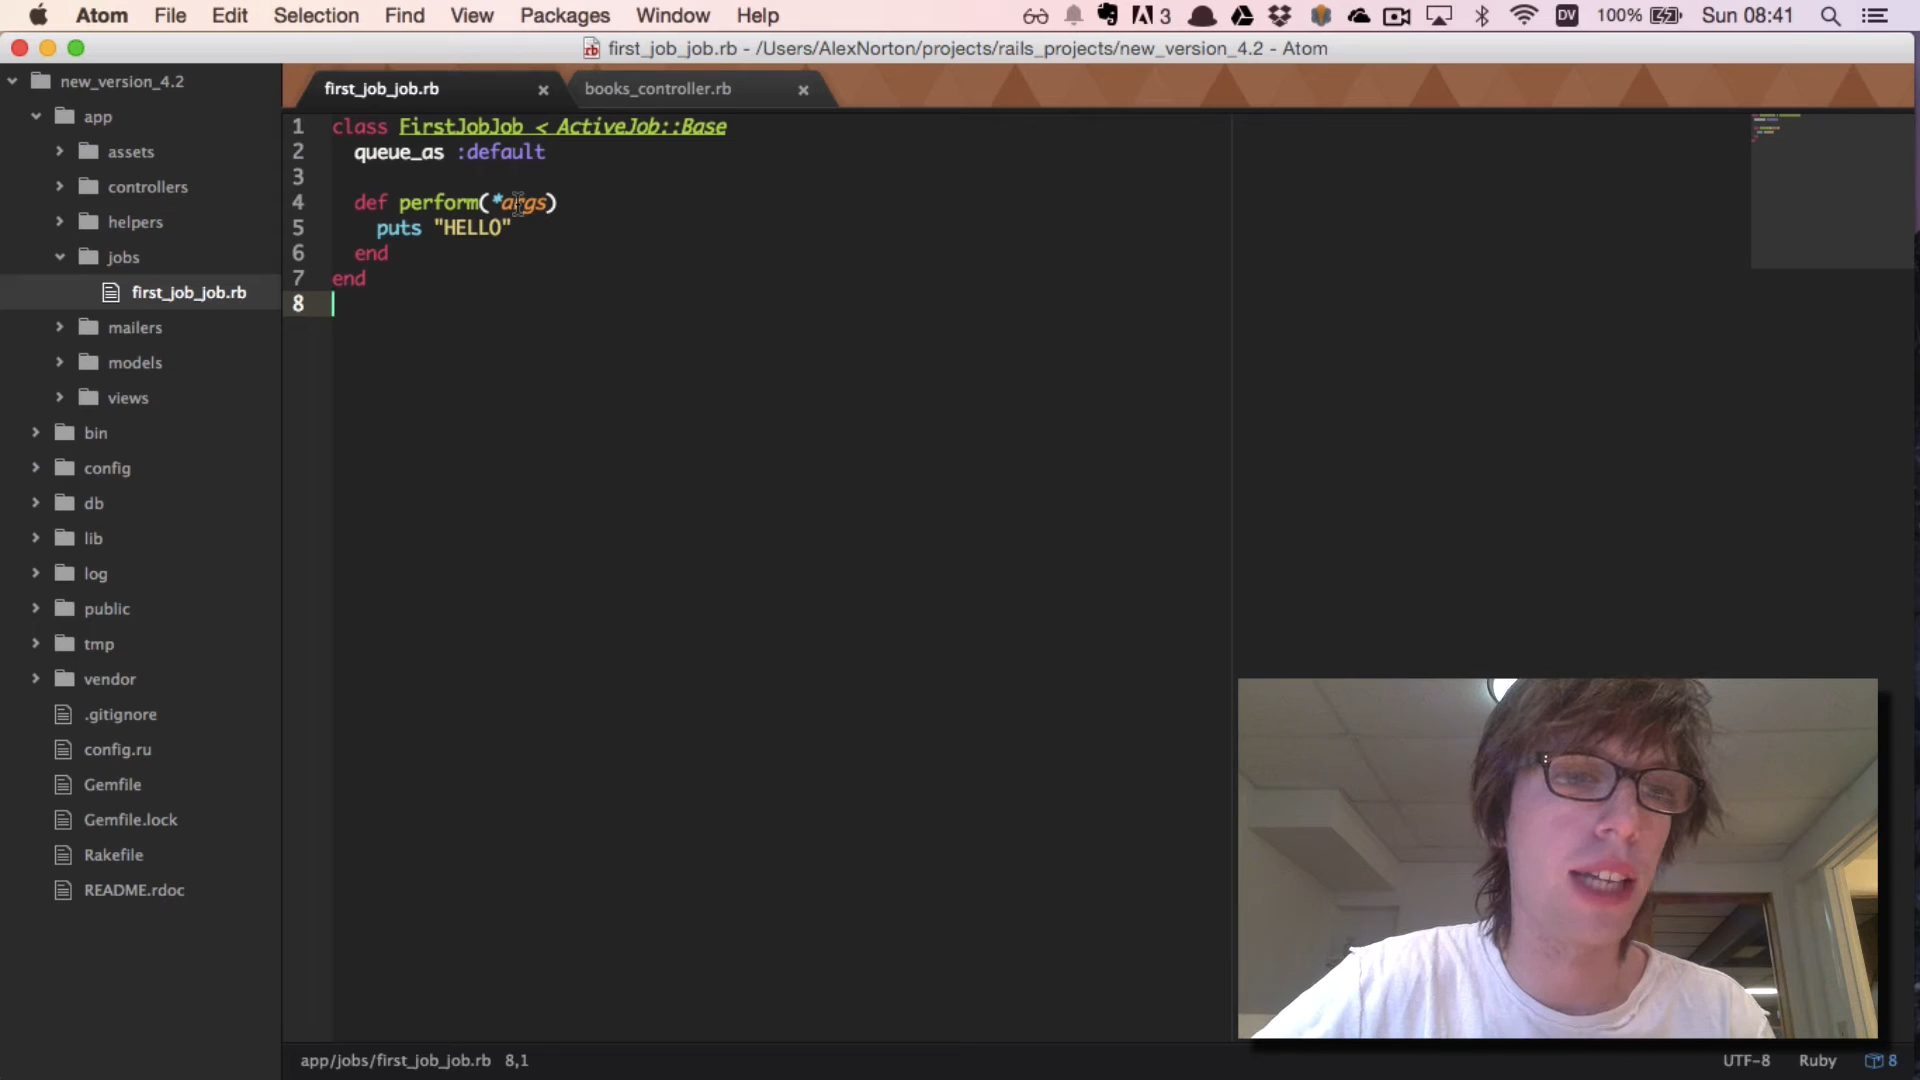 Atom File Edit Selection Find View Packages Window Help 3 DV 100% Sun 08:41
first_job_job.rb - /Users/AlexNorton/projects/rails_projects/new_version_4.2 - Atom
new_version_4.2
app
assets
controllers
helpers
jobs
first_job_job.rb
mailers
models
views
bin
config
db
lib
log
public
tmp
vendor
.gitignore
config.ru
Gemfile
Gemfile.lock
Rakefile
README.rdoc
first_job_job.rb books_controller.rb
1 class FirstJobJob < ActiveJob::Base
2 queue_as :default
3
4 def perform(*args)
5 puts "HELLO"
6 end
7 end
8
app/jobs/first_job_job.rb 8,1 UTF-8 Ruby 8